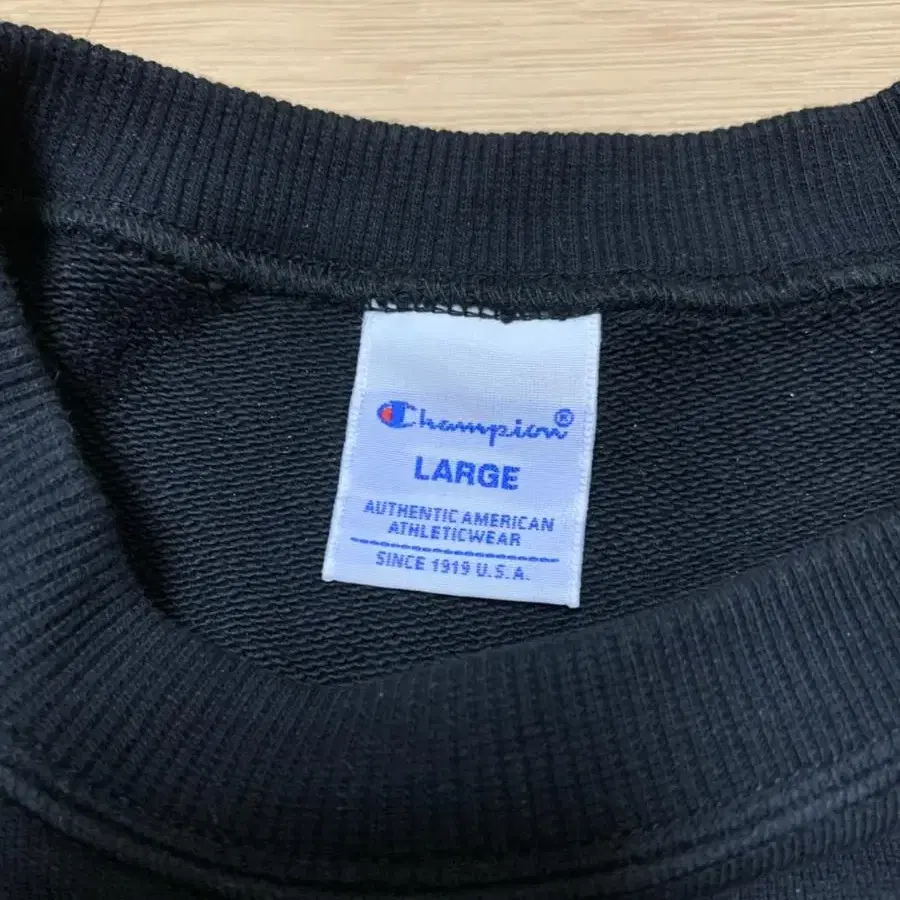 Champion®
LARGE
AUTHENTIC AMERICAN
ATHLETICWEAR
SINCE 1919 U.S.A.